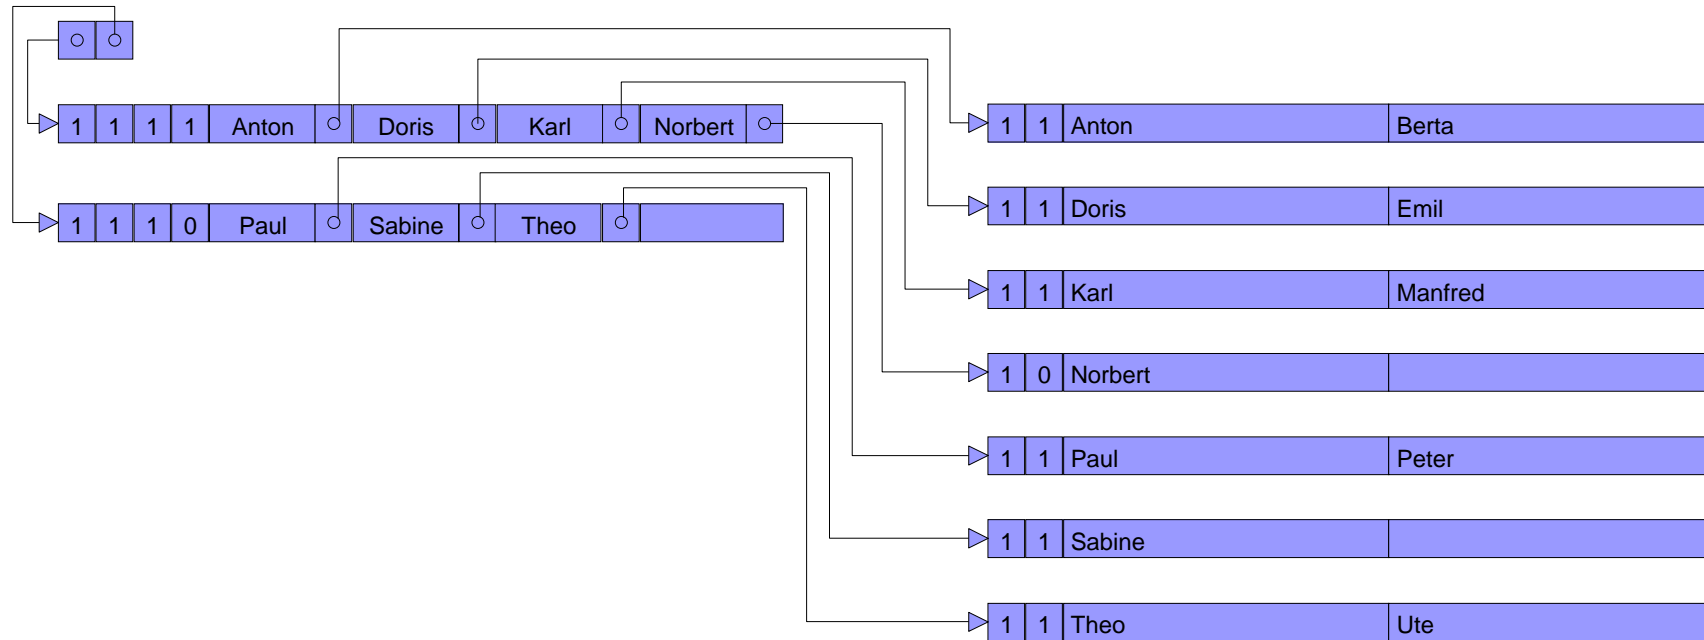 1 1 1 1 Anton Doris Karl Norbert
1 1 1 0 Paul Sabine Theo
1 1 Anton Berta
1 1 Doris Emil
1 1 Karl Manfred
1 0 Norbert
1 1 Paul Peter
1 1 Sabine
1 1 Theo Ute